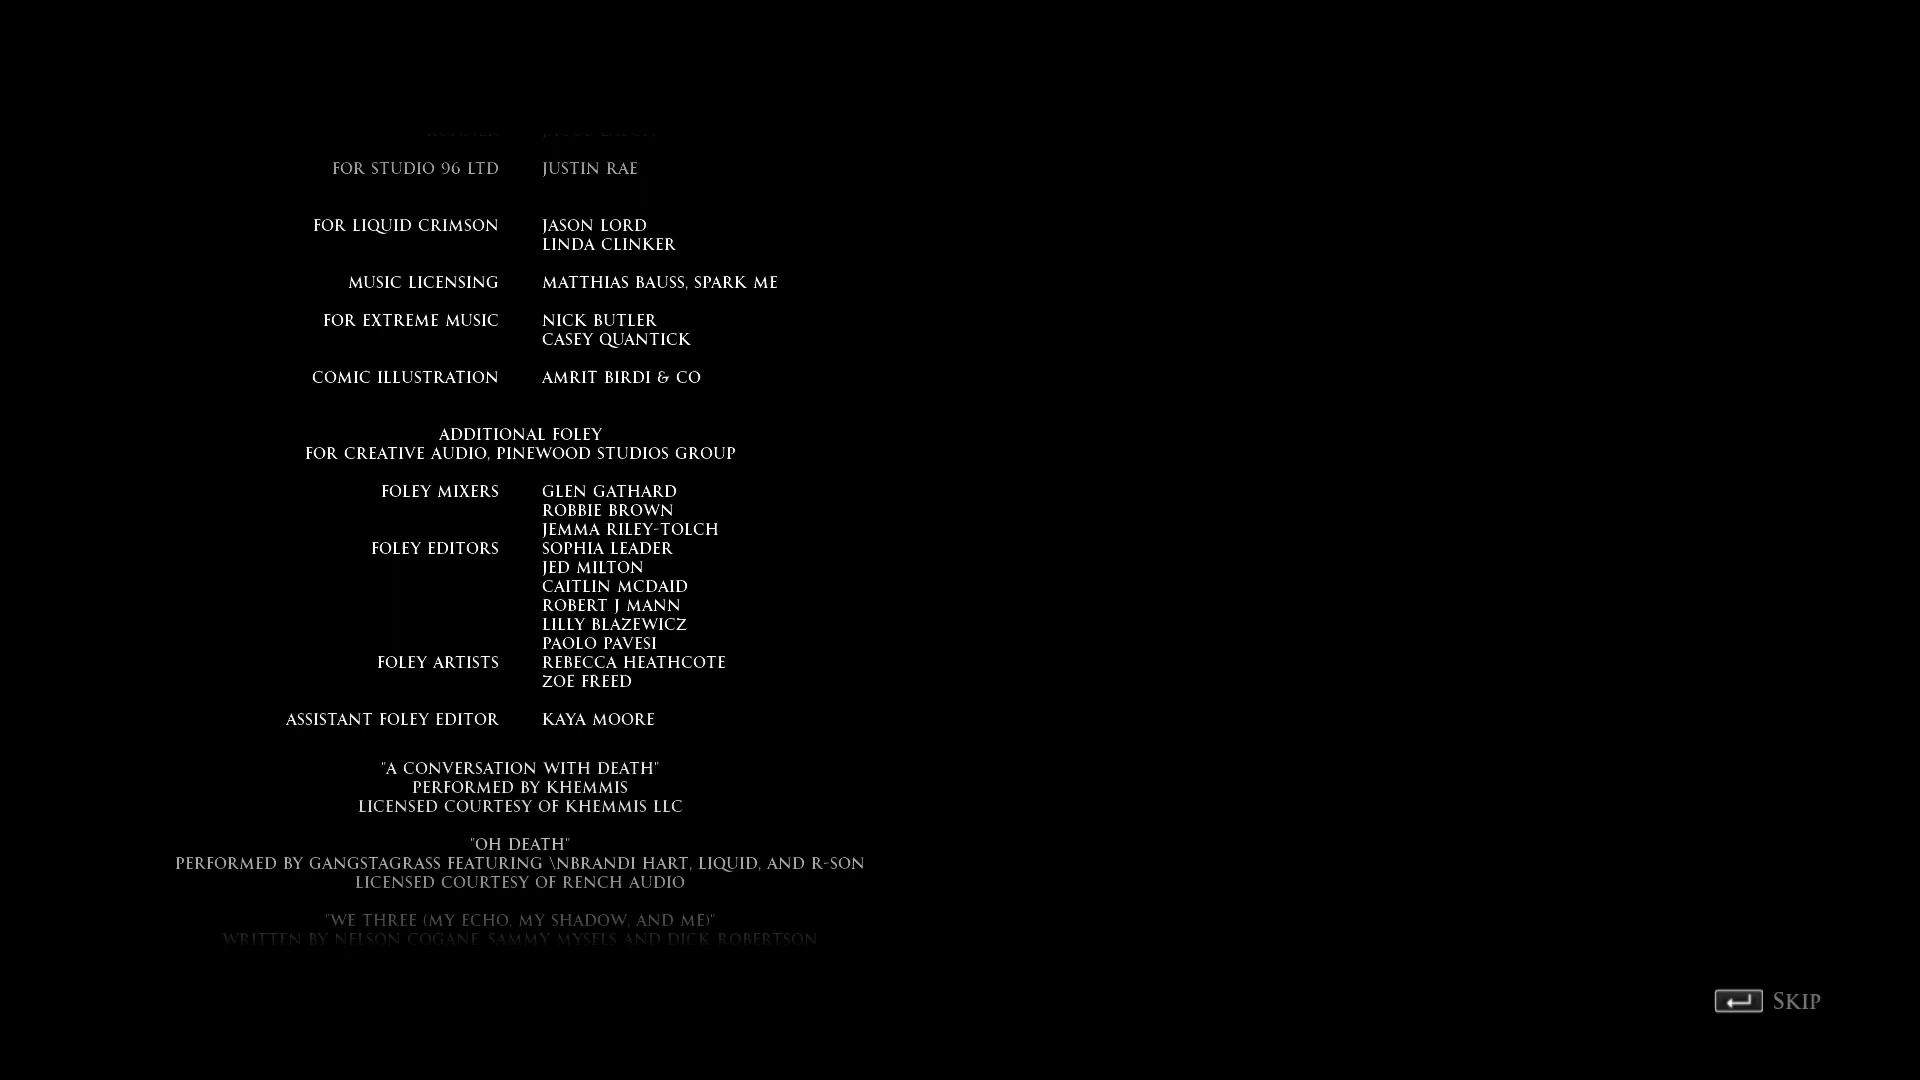 FOR STUDIO 96 LTD JUSTIN RAE
FOR LIQUID CRIMSON JASON LORD
LINDA CLINKER
MUSIC LICENSING MATTHIAS BAUSS, SPARK ME
FOR EXTREME MUSIC NICK BUTLER
CASEY QUANTICK
COMIC ILLUSTRATION AMRIT BIRDI & CO
ADDITIONAL FOLEY
FOR CREATIVE AUDIO, PINEWOOD STUDIOS GROUP
FOLEY MIXERS GLEN GATHARD
ROBBIE BROWN
JEMMA RILEY-TOLCH
FOLEY EDITORS SOPHIA LEADER
JED MILTON
CAITLIN MCDAID
ROBERT J MANN
LILLY BLAZEWICZ
PAOLO PAVESI
FOLEY ARTISTS REBECCA HEATHCOTE
ZOE FREED
ASSISTANT FOLEY EDITOR KAYA MOORE
"A CONVERSATION WITH DEATH"
PERFORMED BY KHEMMIS
LICENSED COURTESY OF KHEMMIS LLC
"OH DEATH"
PERFORMED BY GANGSTAGRASS FEATURING \NBRANDI HART, LIQUID, AND R-SON
LICENSED COURTESY OF RENCH AUDIO
"WE THREE (MY ECHO, MY SHADOW, AND ME)"
WRITTEN BY NELSON COGANE, SAMMY MYSELS AND DICK ROBERTSON
SKIP